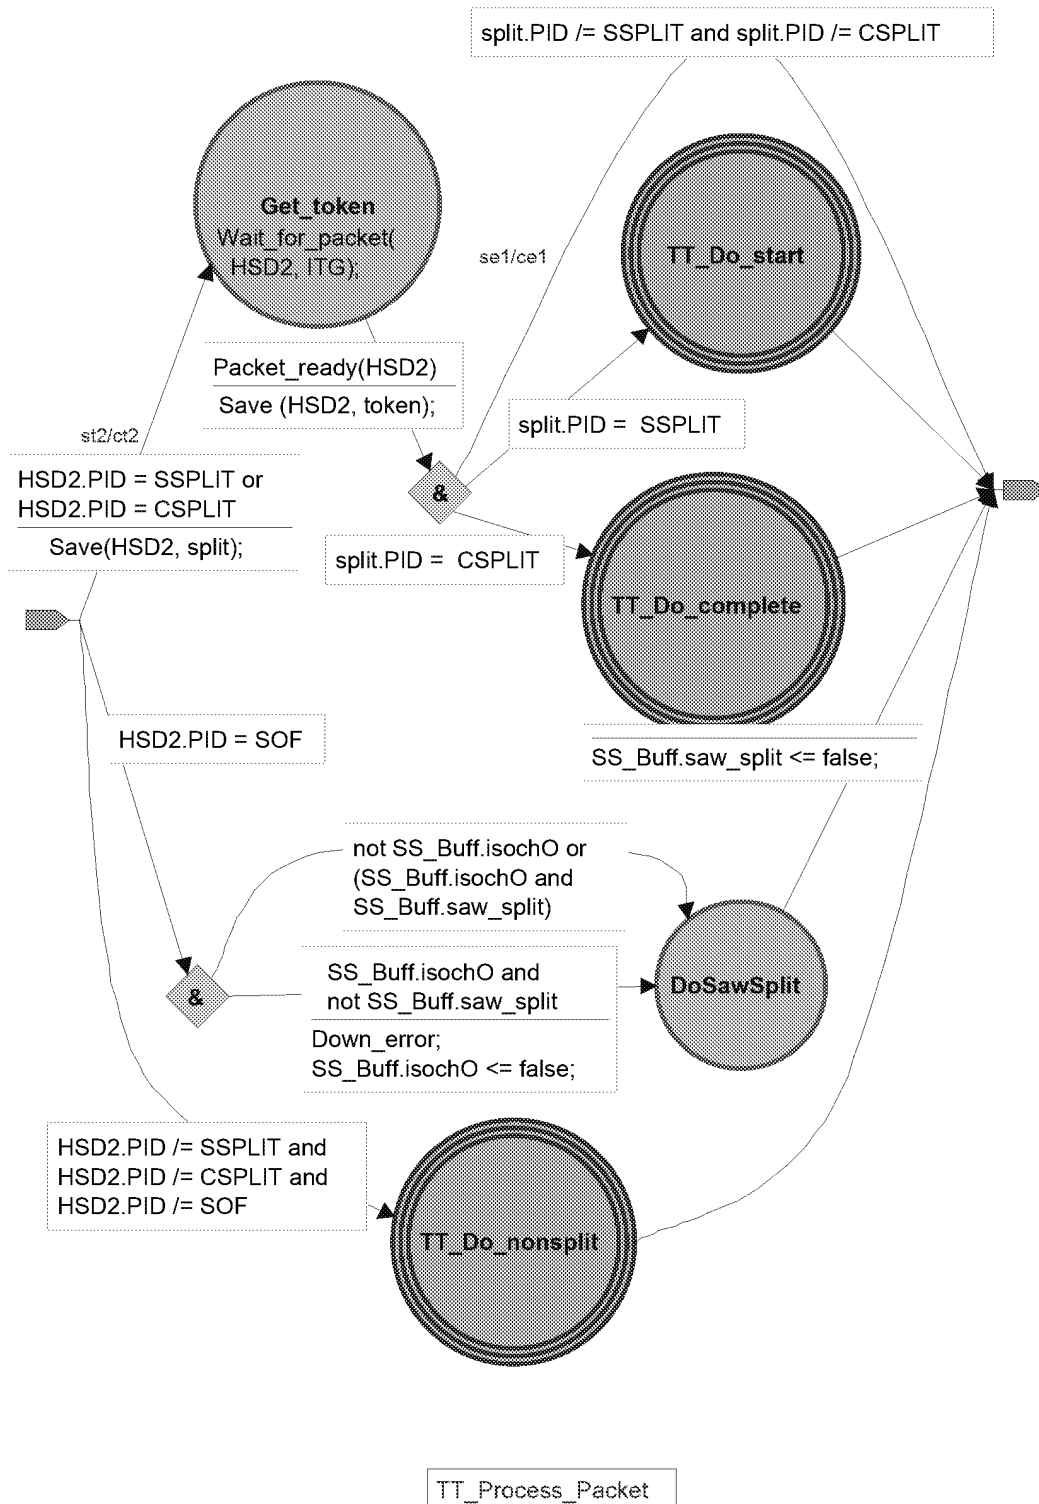 split.PID /= SSPLIT and split.PID /= CSPLIT
Get_token
Wait_for_packet(
HSD2, ITG);
se1/ce1
TT_Do_start
Packet_ready(HSD2)
Save (HSD2, token);
split.PID = SSPLIT
st2/ct2
HSD2.PID = SSPLIT or
HSD2.PID = CSPLIT
Save(HSD2, split);
&
split.PID = CSPLIT
TT_Do_complete
HSD2.PID = SOF
SS_Buff.saw_split <= false;
not SS_Buff.isochO or
(SS_Buff.isochO and
SS_Buff.saw_split)
&
SS_Buff.isochO and
not SS_Buff.saw_split
Down_error;
SS_Buff.isochO <= false;
DoSawSplit
HSD2.PID /= SSPLIT and
HSD2.PID /= CSPLIT and
HSD2.PID /= SOF
TT_Do_nonsplit
TT_Process_Packet